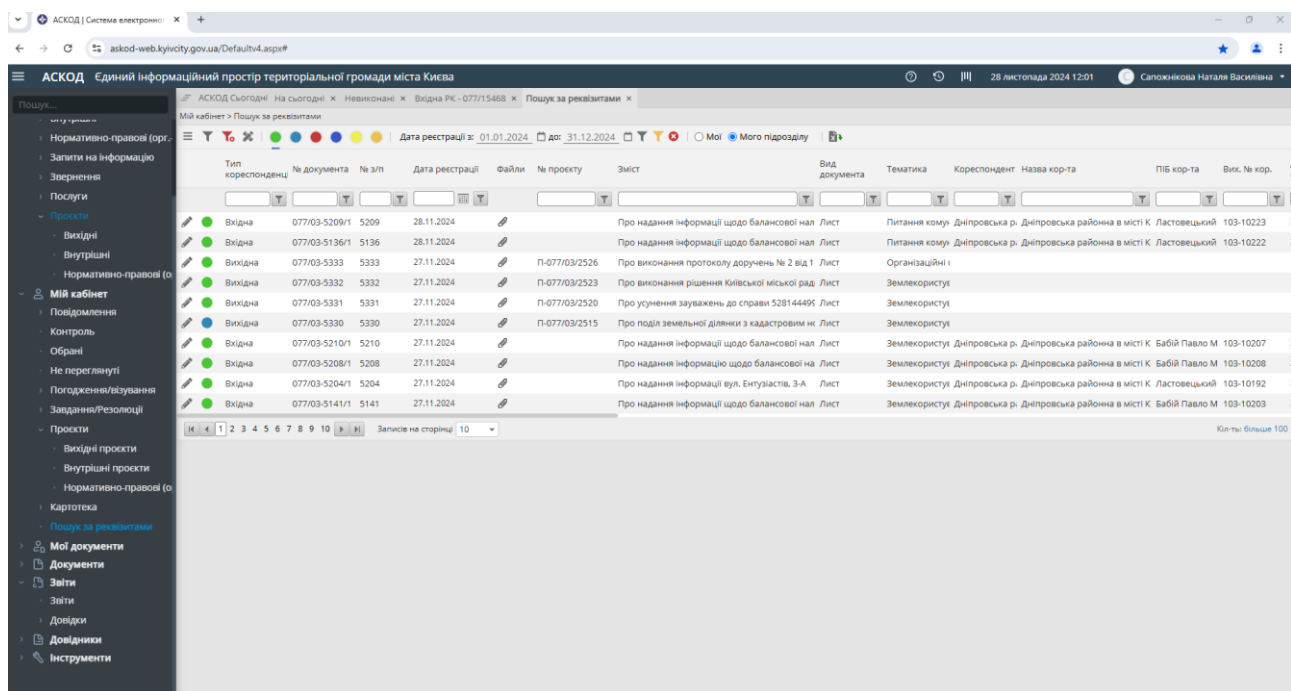 АСКОД | Система електронно
askod-web.kyivcity.gov.ua/Defaultv4.aspx#
АСКОД Єдиний інформаційний простір територіальної громади міста Києва
28 листопада 2024 12:01 С Сапожнікова Наталя Василівна
Пошук...
Нормативно-правові (орг.-
Запити на інформацію
Звернення
Послуги
Проєкти
Вихідні
Внутрішні
Нормативно-правові (о
Мій кабінет
Повідомлення
Контроль
Обрані
Не переглянуті
Погодження/візування
Завдання/Резолюції
Проєкти
Вихідні проєкти
Внутрішні проєкти
Нормативно-правові (о
Картотека
Пошук за реквізитами
Мої документи
Документи
Звіти
Звіти
Довідки
Довідники
Інструменти
АСКОД Сьогодні На сьогодні × Невиконані × Вхідна РК - 077/15468 × Пошук за реквізитами ×
Мій кабінет > Пошук за реквізитами
Дата реєстрації з: 01.01.2024 до: 31.12.2024 Мої Мого підрозділу
Тип кореспонденц № документа № з/п Дата реєстрації Файли № проєкту Зміст Вид документа Тематика Кореспондент Назва кор-та ПІБ кор-та Вих. № кор.
Вхідна 077/03-5209/1 5209 28.11.2024 Про надання інформації щодо балансової нал Лист Питання кому Дніпровська р Дніпровська районна в місті К Ластовецький 103-10223
Вхідна 077/03-5136/1 5136 28.11.2024 Про надання інформації щодо балансової нал Лист Питання кому Дніпровська р Дніпровська районна в місті К Ластовецький 103-10222
Вихідна 077/03-5333 5333 27.11.2024 П-077/03/2526 Про виконання протоколу доручень № 2 від 1 Лист Організаційні
Вихідна 077/03-5332 5332 27.11.2024 П-077/03/2523 Про виконання рішення Київської міської рад Лист Землекористу
Вихідна 077/03-5331 5331 27.11.2024 П-077/03/2520 Про усунення зауважень до справи 528144499 Лист Землекористу
Вихідна 077/03-5330 5330 27.11.2024 П-077/03/2515 Про поділ земельної ділянки з кадастровим но Лист Землекористу
Вхідна 077/03-5210/1 5210 27.11.2024 Про надання інформації щодо балансової нал Лист Землекористу Дніпровська р Дніпровська районна в місті К Бабій Павло М 103-10207
Вхідна 077/03-5208/1 5208 27.11.2024 Про надання інформацію щодо балансової на Лист Землекористу Дніпровська р Дніпровська районна в місті К Бабій Павло М 103-10208
Вхідна 077/03-5204/1 5204 27.11.2024 Про надання інформації вул. Ентузіастів, 3-А Лист Землекористу Дніпровська р Дніпровська районна в місті К Ластовецький 103-10192
Вхідна 077/03-5141/1 5141 27.11.2024 Про надання інформації щодо балансової нал Лист Землекористу Дніпровська р Дніпровська районна в місті К Бабій Павло М 103-10203
1 2 3 4 5 6 7 8 9 10 Записів на сторінці 10 Кіл-ть: більше 100